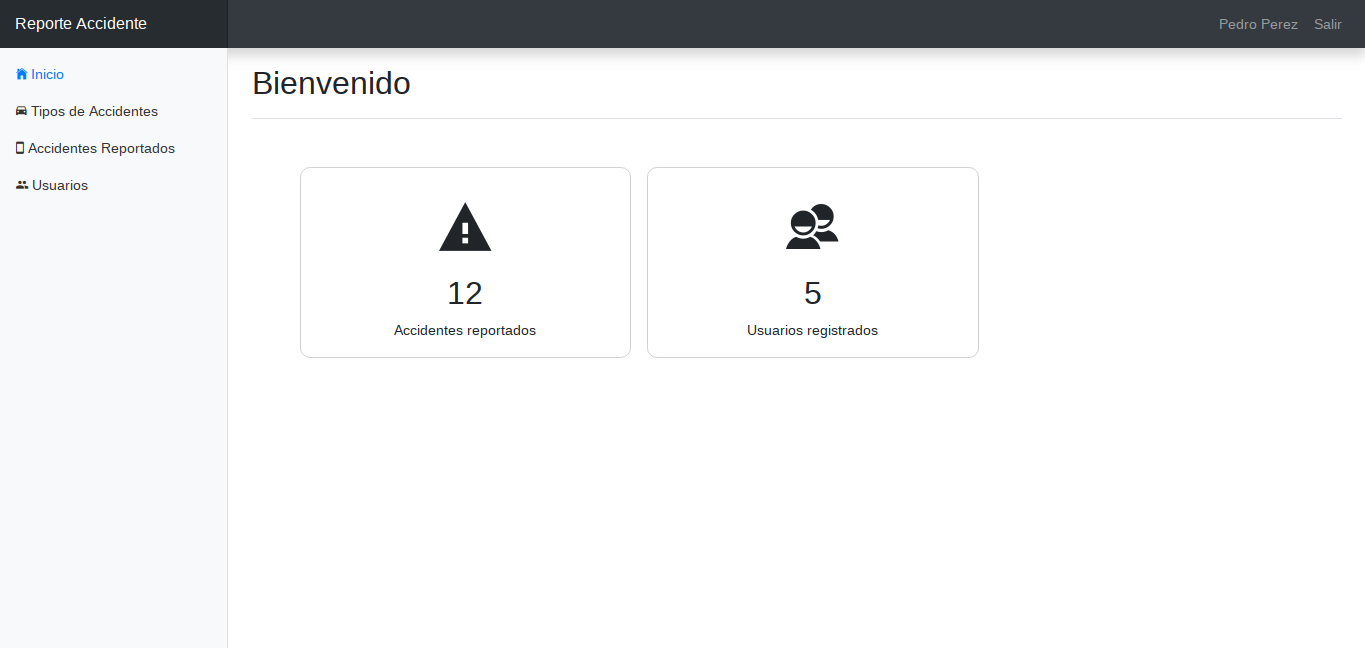 Reporte Accidente
Pedro Perez Salir
Inicio
Tipos de Accidentes
Accidentes Reportados
Usuarios
Bienvenido
12
Accidentes reportados
5
Usuarios registrados